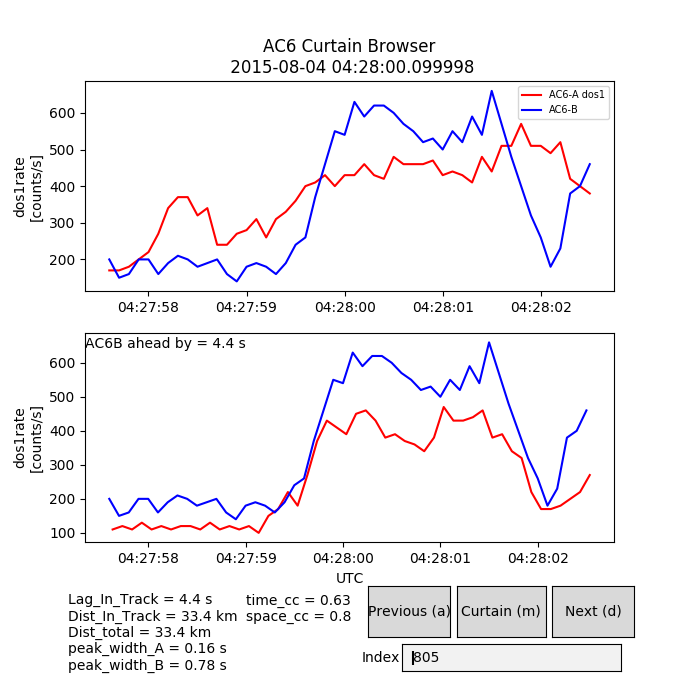 AC6 Curtain Browser
2015-08-04 04:28:00.099998
AC6-A dos1
AC6-B
600
500
400
300
200
dos1rate
[counts/s]
04:27:58 04:27:59 04:28:00 04:28:01 04:28:02
AC6B ahead by = 4.4 s
600
500
400
300
200
100
dos1rate
[counts/s]
04:27:58 04:27:59 04:28:00 04:28:01 04:28:02
UTC
Lag_In_Track = 4.4 s
Dist_In_Track = 33.4 km
Dist_total = 33.4 km
peak_width_A = 0.16 s
peak_width_B = 0.78 s
time_cc = 0.63
space_cc = 0.8
Previous (a) Curtain (m) Next (d)
Index 805